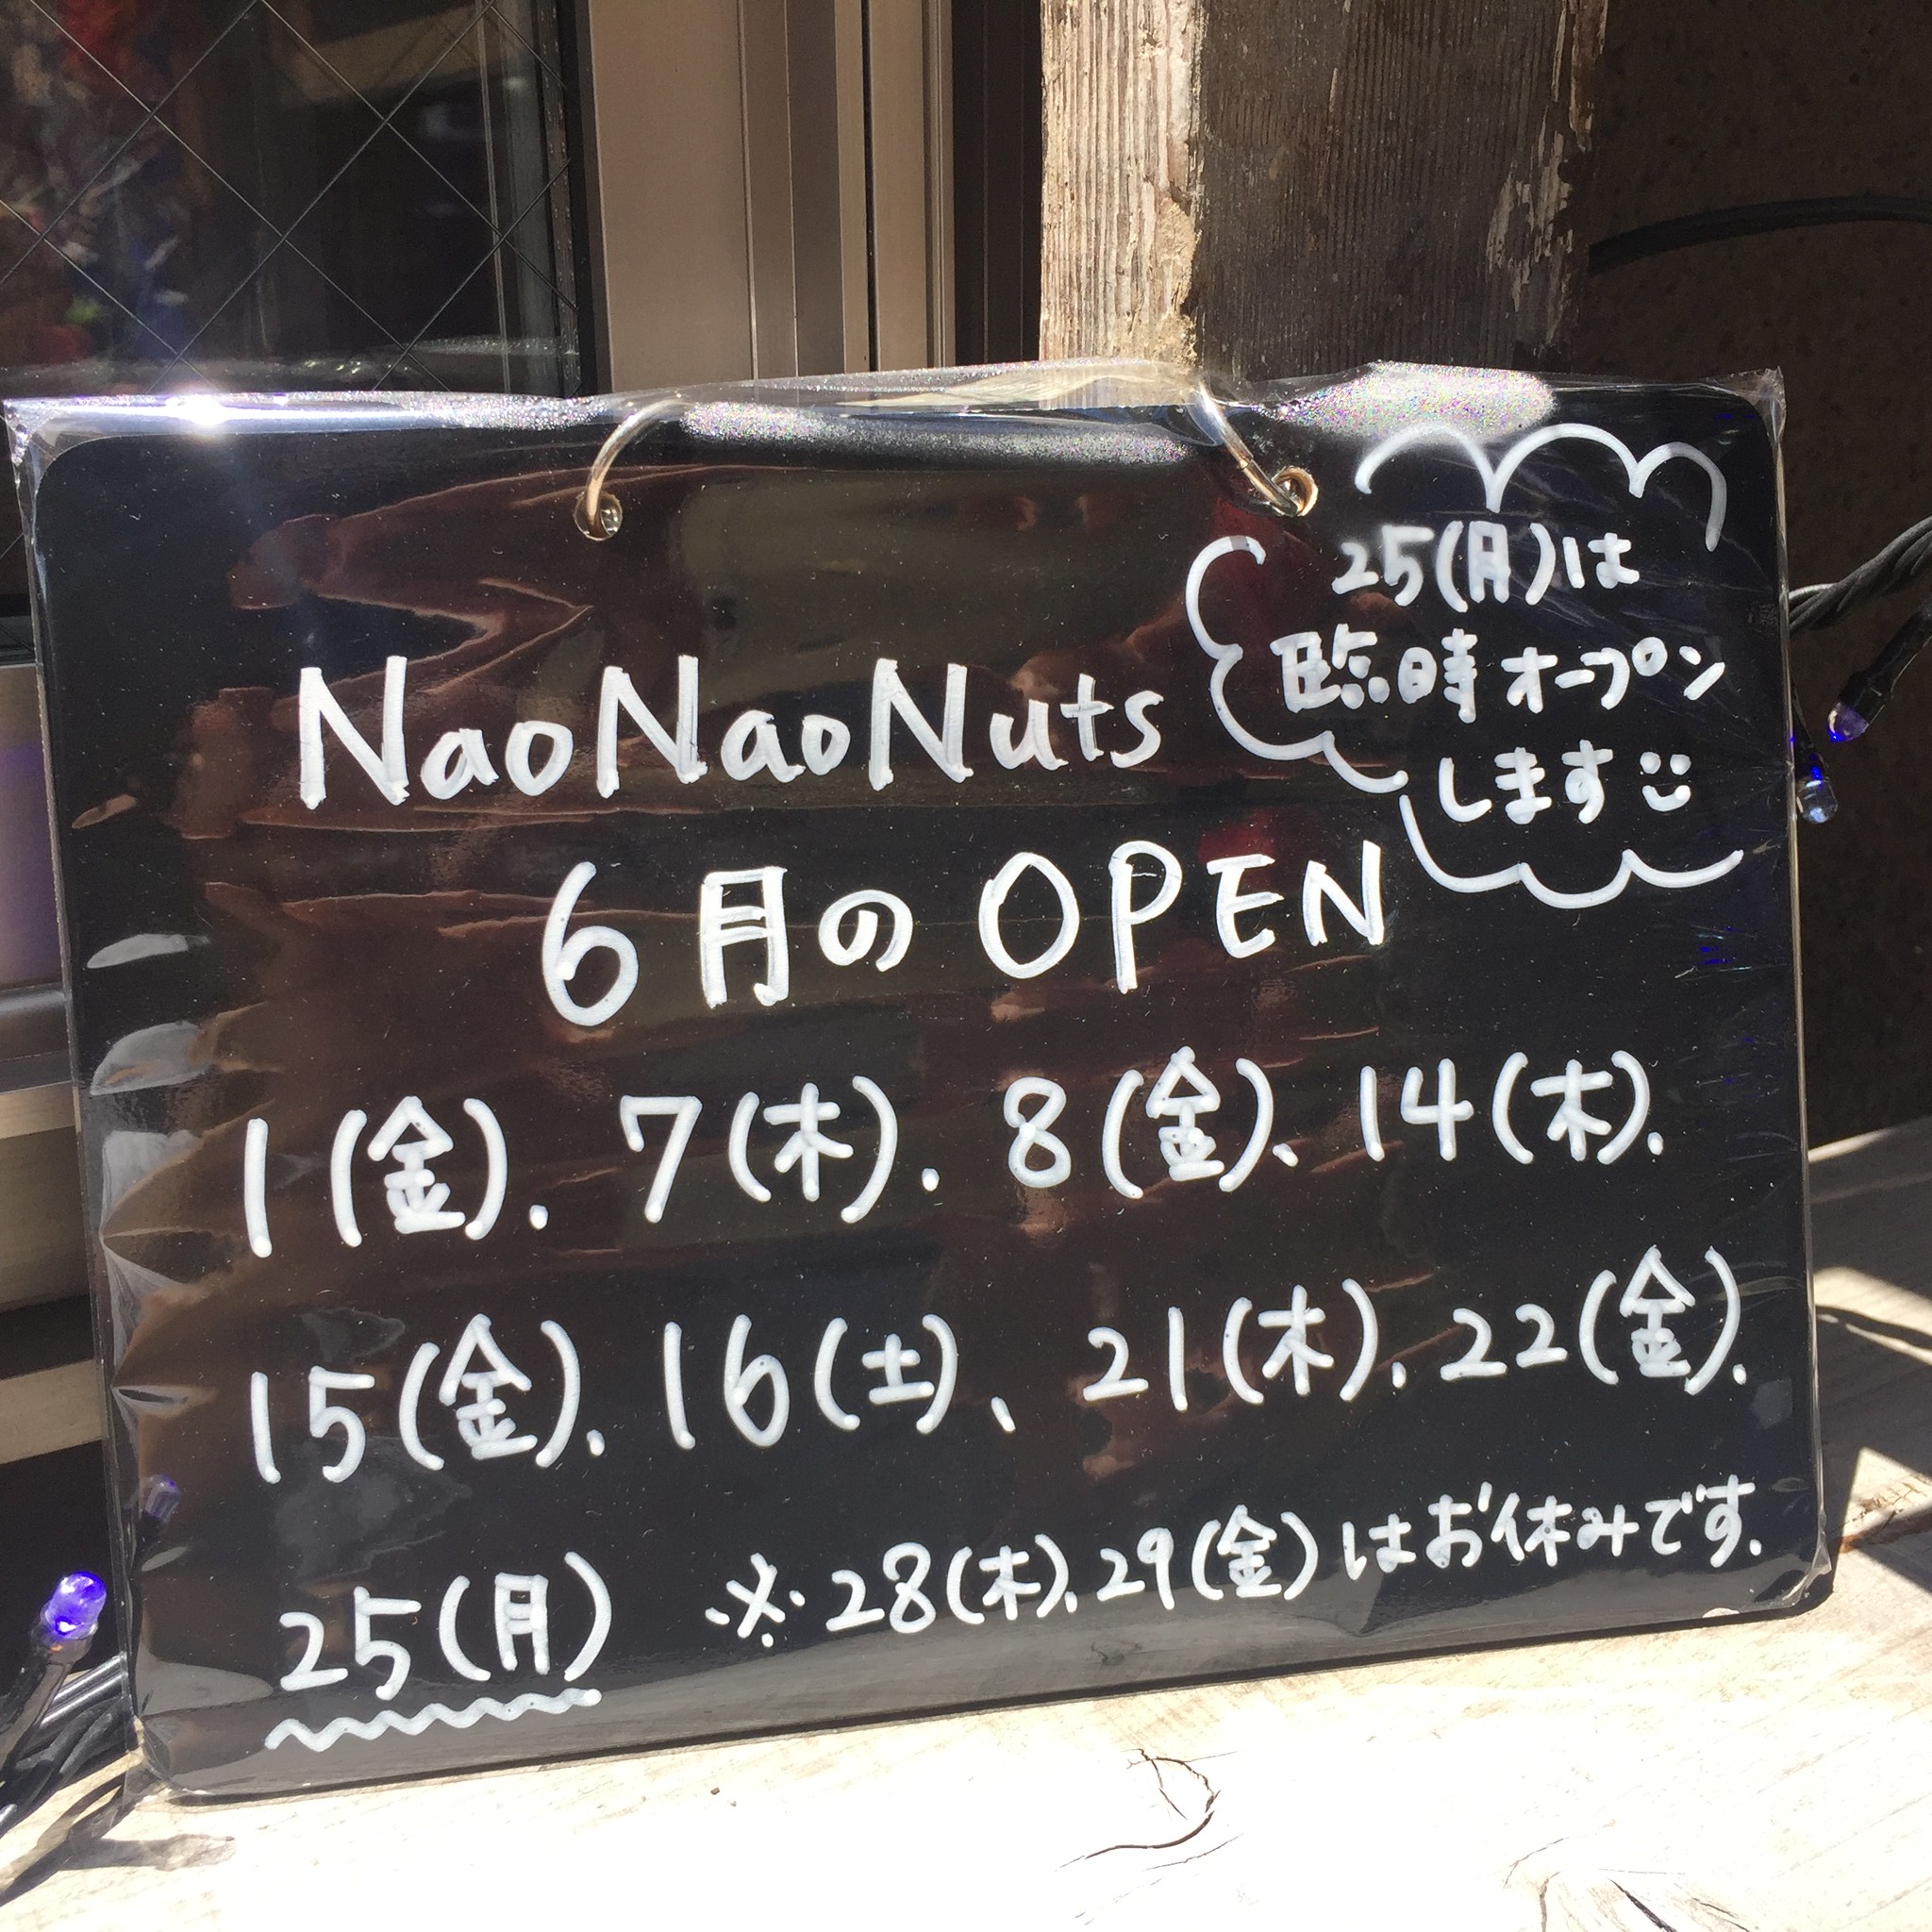 25(月)は
臨時オープン
します
NaoNaoNuts
6月のOPEN
1(金)、7(木)、8(金)、14(木)、
15(金)、16(土)、21(木)、22(金)、
25(月) ※28(木)、29(金)はお休みです。